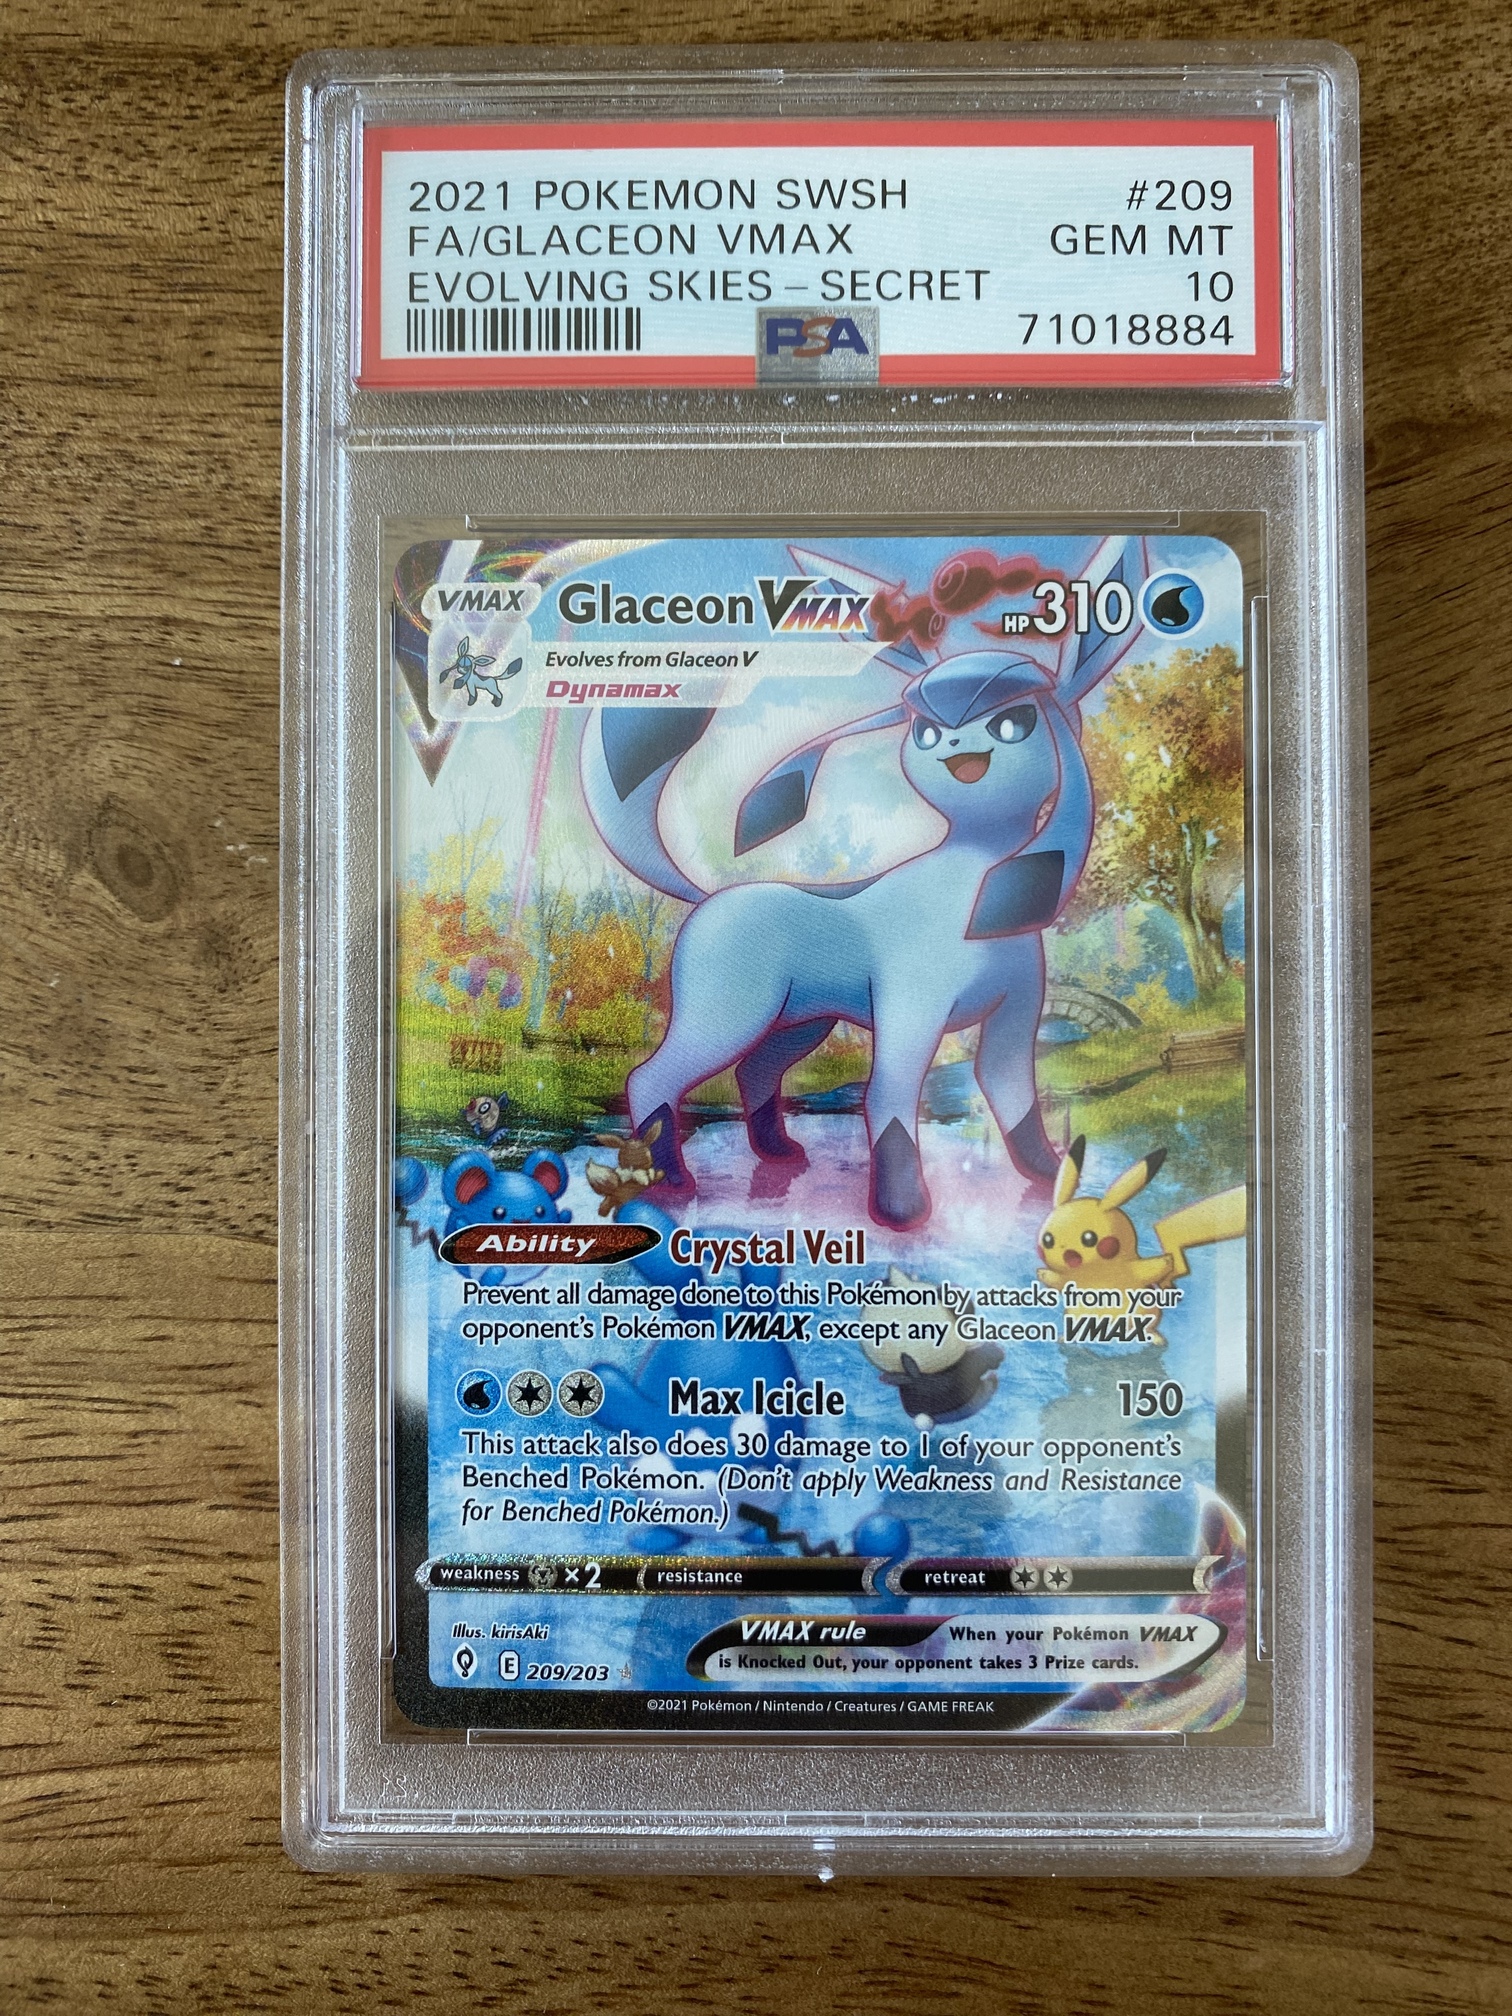 2021 POKEMON SWSH #209
FA/GLACEON VMAX GEM MT
EVOLVING SKIES – SECRET 10
PSA 71018884
VMAX Glaceon VMAX HP 310
Evolves from Glaceon V
Dynamax
Ability Crystal Veil
Prevent all damage done to this Pokémon by attacks from your
opponent's Pokémon VMAX, except any Glaceon VMAX.
Max Icicle 150
This attack also does 30 damage to 1 of your opponent's
Benched Pokémon. (Don't apply Weakness and Resistance
for Benched Pokémon.)
weakness ×2 resistance retreat
Illus. kirisAki
E 209/203
VMAX rule When your Pokémon VMAX
is Knocked Out, your opponent takes 3 Prize cards.
©2021 Pokémon / Nintendo / Creatures / GAME FREAK